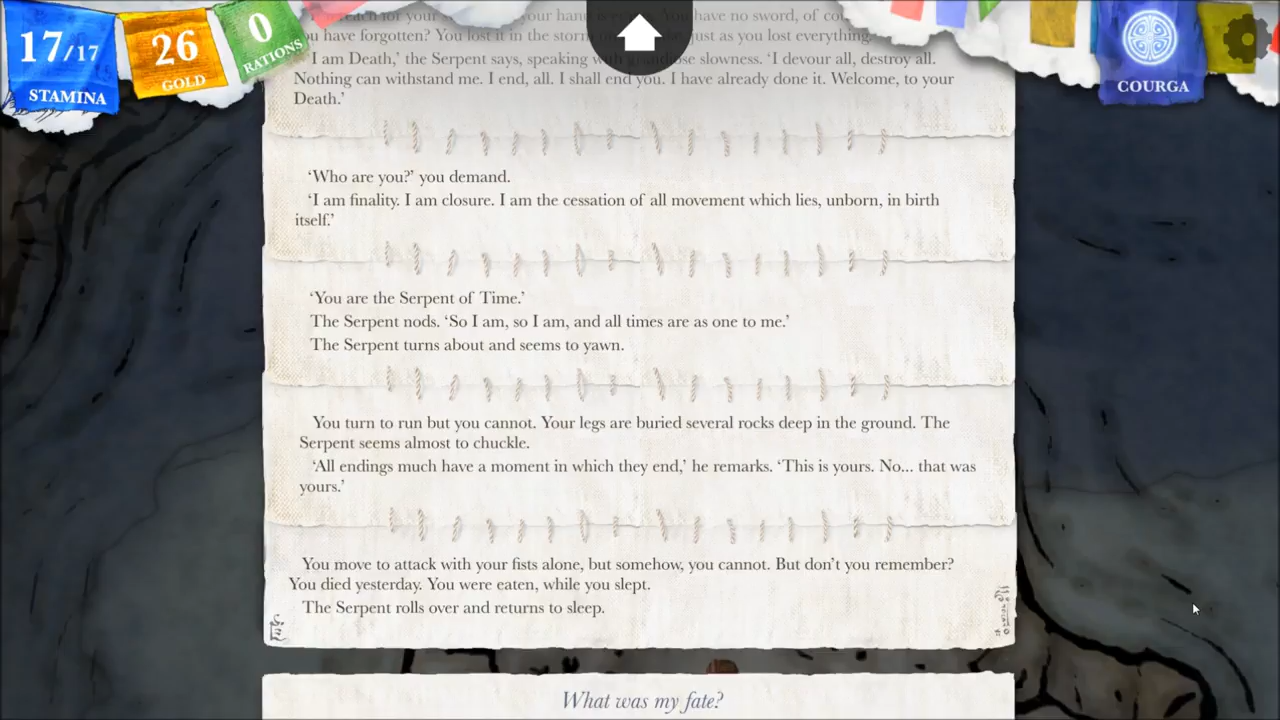 17/17
STAMINA
26
GOLD
0
RATIONS
COURGA
each for your your hand have no sword, of
have forgotten? You lost it in the storm just as you lost everything.
I am Death,’ the Serpent says, speaking with grandiose slowness. ‘I devour all, destroy all.
Nothing can withstand me. I end, all. I shall end you. I have already done it. Welcome, to your
Death.’
‘Who are you?’ you demand.
‘I am finality. I am closure. I am the cessation of all movement which lies, unborn, in birth
itself.’
‘You are the Serpent of Time.’
The Serpent nods. ‘So I am, so I am, and all times are as one to me.’
The Serpent turns about and seems to yawn.
You turn to run but you cannot. Your legs are buried several rocks deep in the ground. The
Serpent seems almost to chuckle.
‘All endings much have a moment in which they end,’ he remarks. ‘This is yours. No... that was
yours.’
You move to attack with your fists alone, but somehow, you cannot. But don’t you remember?
You died yesterday. You were eaten, while you slept.
The Serpent rolls over and returns to sleep.
What was my fate?